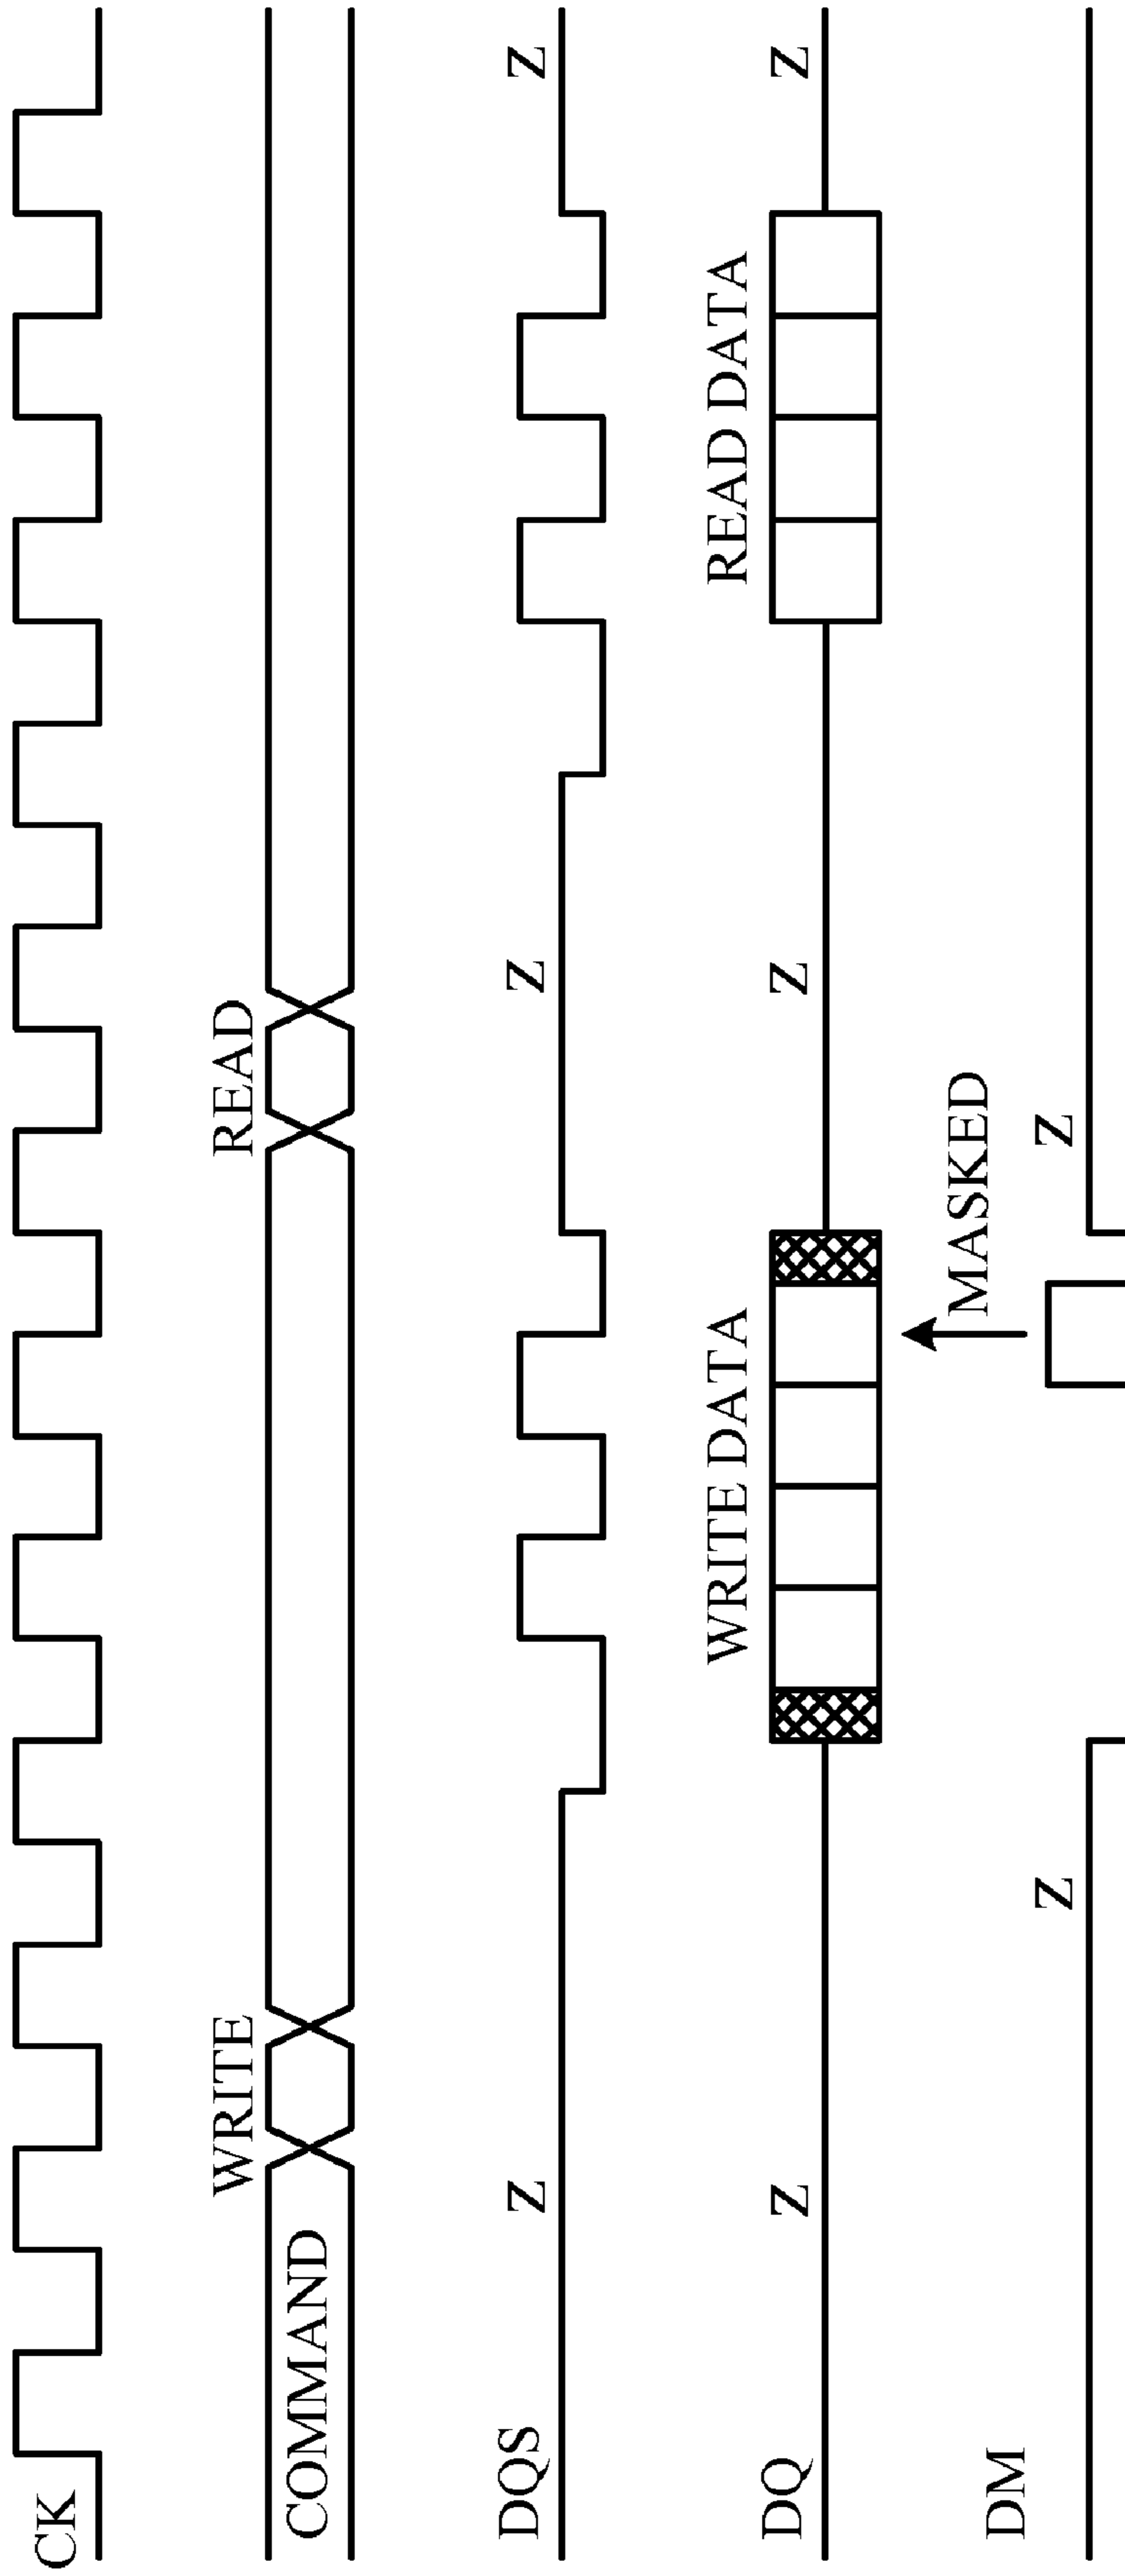 CK
WRITE
READ
COMMAND
DQS
Z
Z
Z
WRITE DATA
READ DATA
DQ
Z
Z
Z
MASKED
DM
Z
Z